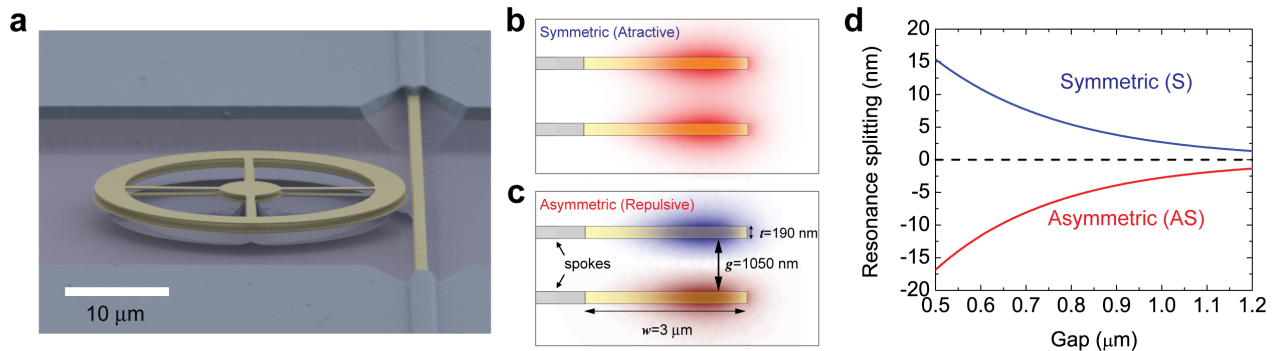 a
10 μm
b
Symmetric (Atractive)
c
Asymmetric (Repulsive)
t=190 nm
spokes
g=1050 nm
w=3 μm
d
Resonance splitting (nm)
20
15
10
5
0
-5
-10
-15
-20
Symmetric (S)
Asymmetric (AS)
0.5 0.6 0.7 0.8 0.9 1.0 1.1 1.2
Gap (μm)